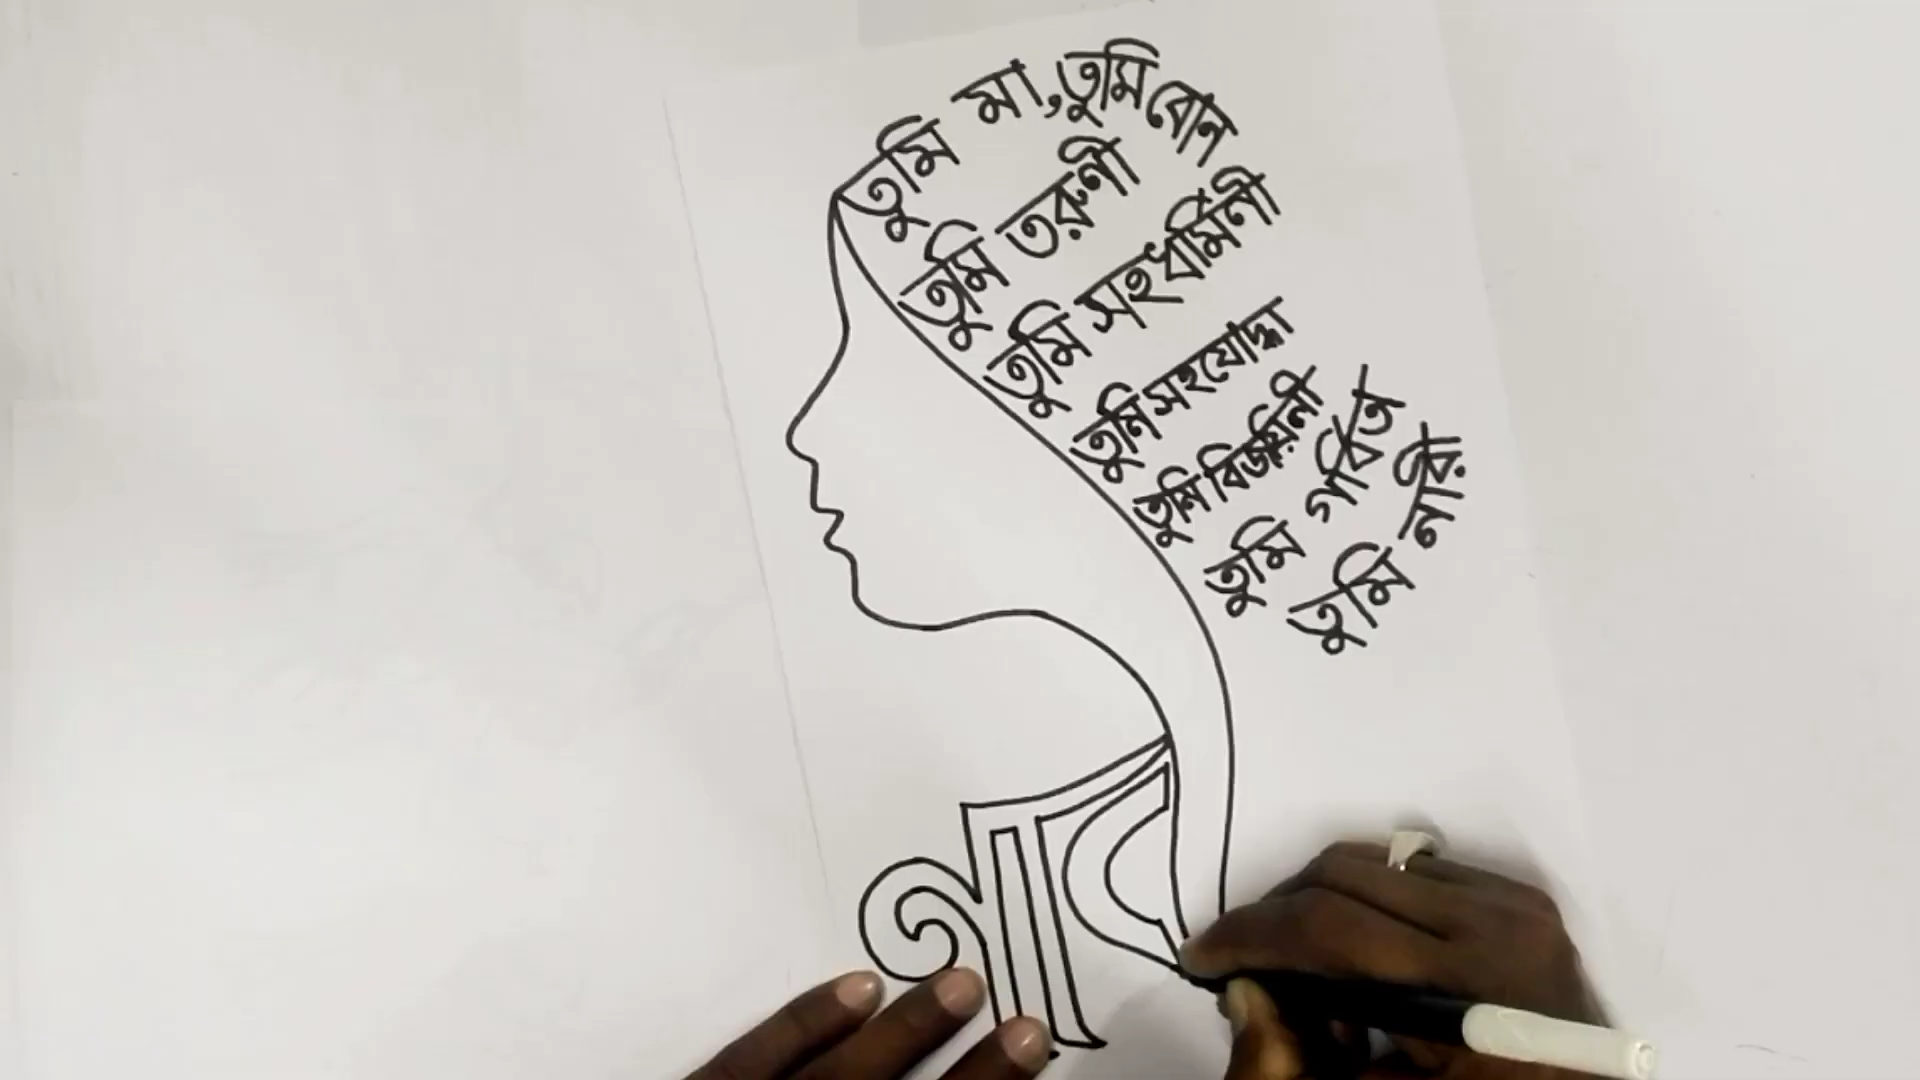 তুমি মা, তুমি বোন
তুমি তরুণী
তুমি সহধর্মিণী
তুমি সহযোদ্ধা
তুমি বিজয়িনী
তুমি গর্বিত
তুমি নারী